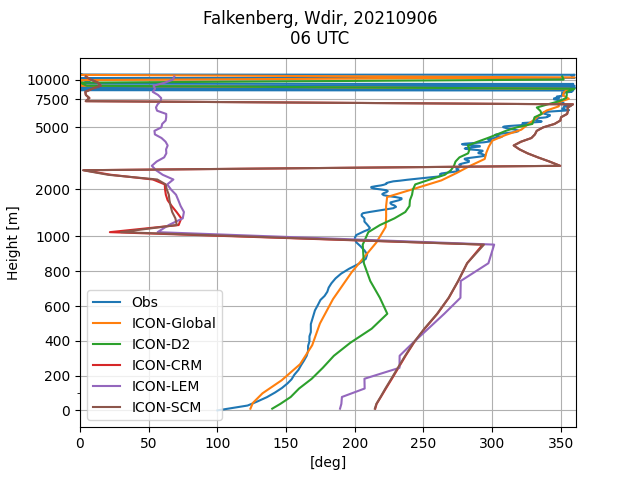 Falkenberg, Wdir, 20210906
06 UTC
Height [m]
10000
7500
5000
2000
1000
800
600
400
200
0
Obs
ICON-Global
ICON-D2
ICON-CRM
ICON-LEM
ICON-SCM
0 50 100 150 200 250 300 350
[deg]